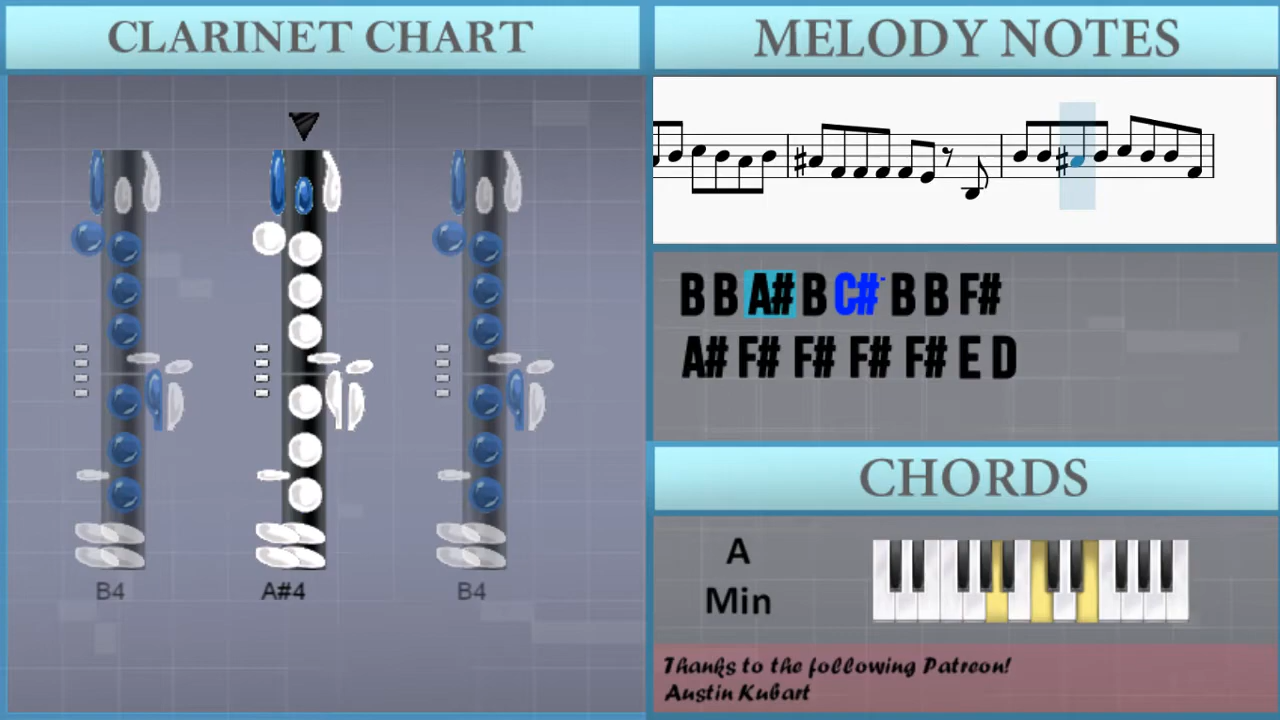 CLARINET CHART
B4
A#4
B4
MELODY NOTES
B B A# B C#- B B F#
A# F# F# F# F# E D
CHORDS
A
Min
Thanks to the following Patreon!
Austin Kubart